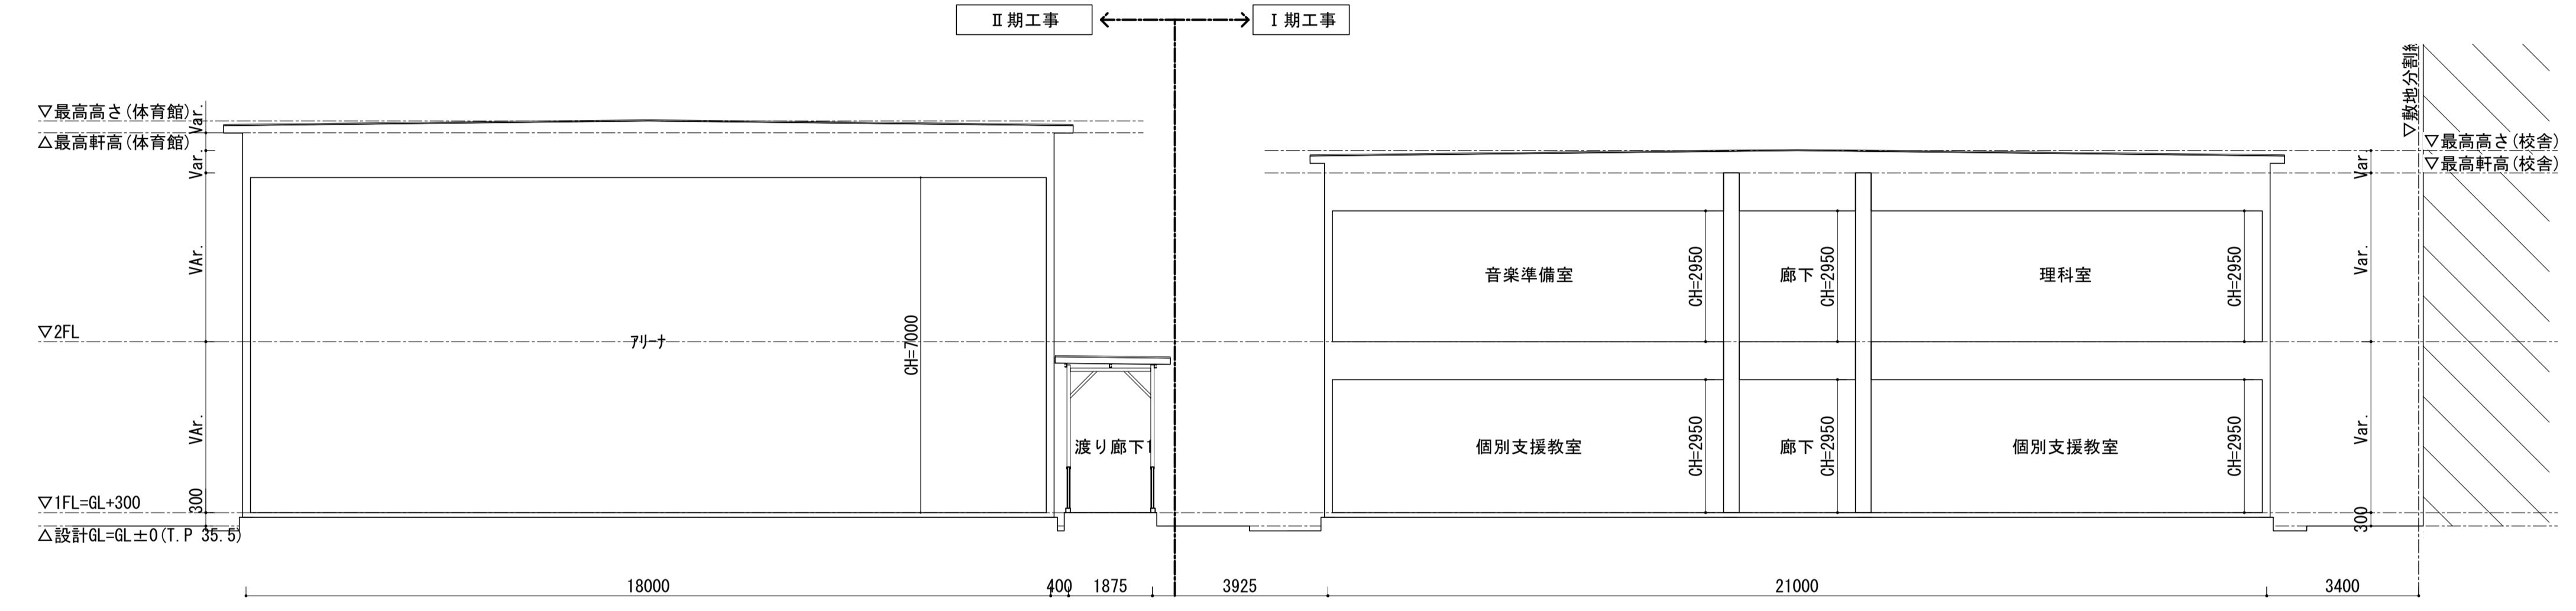 Ⅱ期工事
Ⅰ期工事
▽最高高さ(体育館)
△最高軒高(体育館)
▽2FL
▽1FL=GL+300
△設計GL=GL±0(T.P 35.5)
Var.
Var.
VAr.
VAr.
300
アリーナ
CH=7000
渡り廊下1
音楽準備室
CH=2950
廊下
CH=2950
理科室
CH=2950
個別支援教室
CH=2950
廊下
CH=2950
個別支援教室
CH=2950
▽敷地分割線
▽最高高さ(校舎)
▽最高軒高(校舎)
Var.
Var.
Var.
300
18000
400
1875
3925
21000
3400